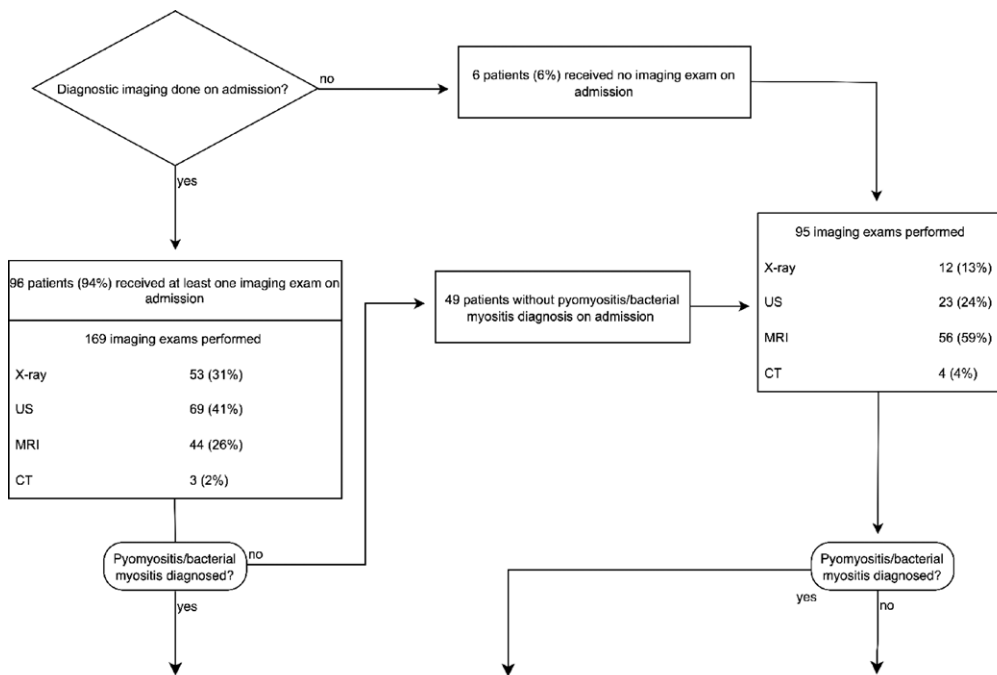 Diagnostic imaging done on admission?
no
6 patients (6%) received no imaging exam on
admission
yes
96 patients (94%) received at least one imaging exam on
admission
169 imaging exams performed
X-ray 53 (31%)
US 69 (41%)
MRI 44 (26%)
CT 3 (2%)
49 patients without pyomyositis/bacterial
myositis diagnosis on admission
95 imaging exams performed
X-ray 12 (13%)
US 23 (24%)
MRI 56 (59%)
CT 4 (4%)
Pyomyositis/bacterial
myositis diagnosed?
no
yes
Pyomyositis/bacterial
myositis diagnosed?
yes
no